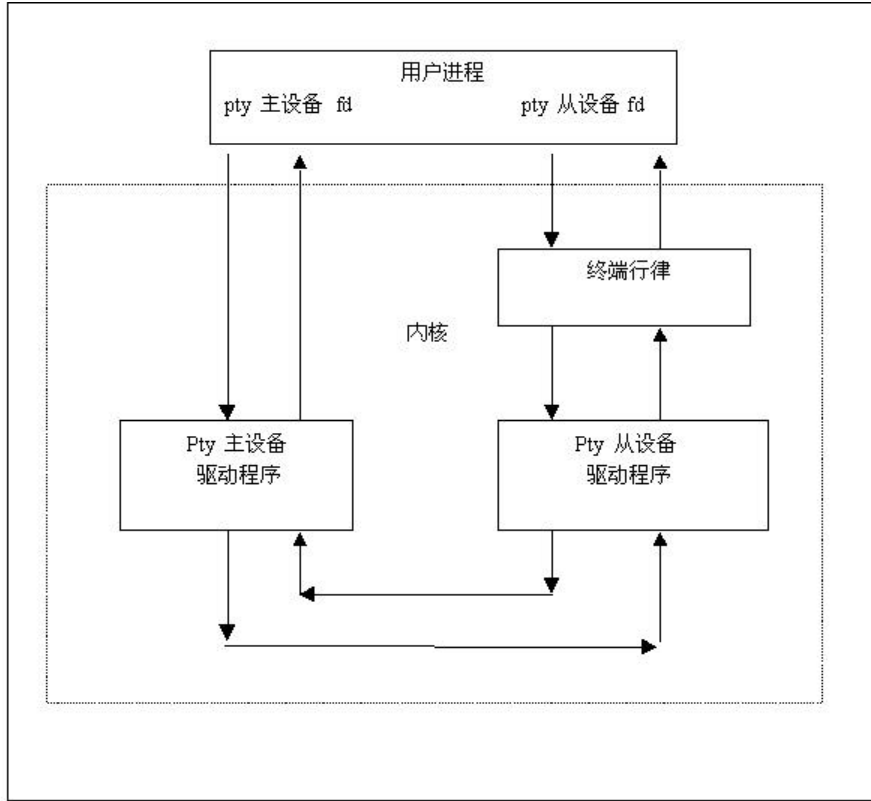 用户进程
pty 主设备 fd
pty 从设备 fd
终端行律
内核
Pty 主设备
驱动程序
Pty 从设备
驱动程序